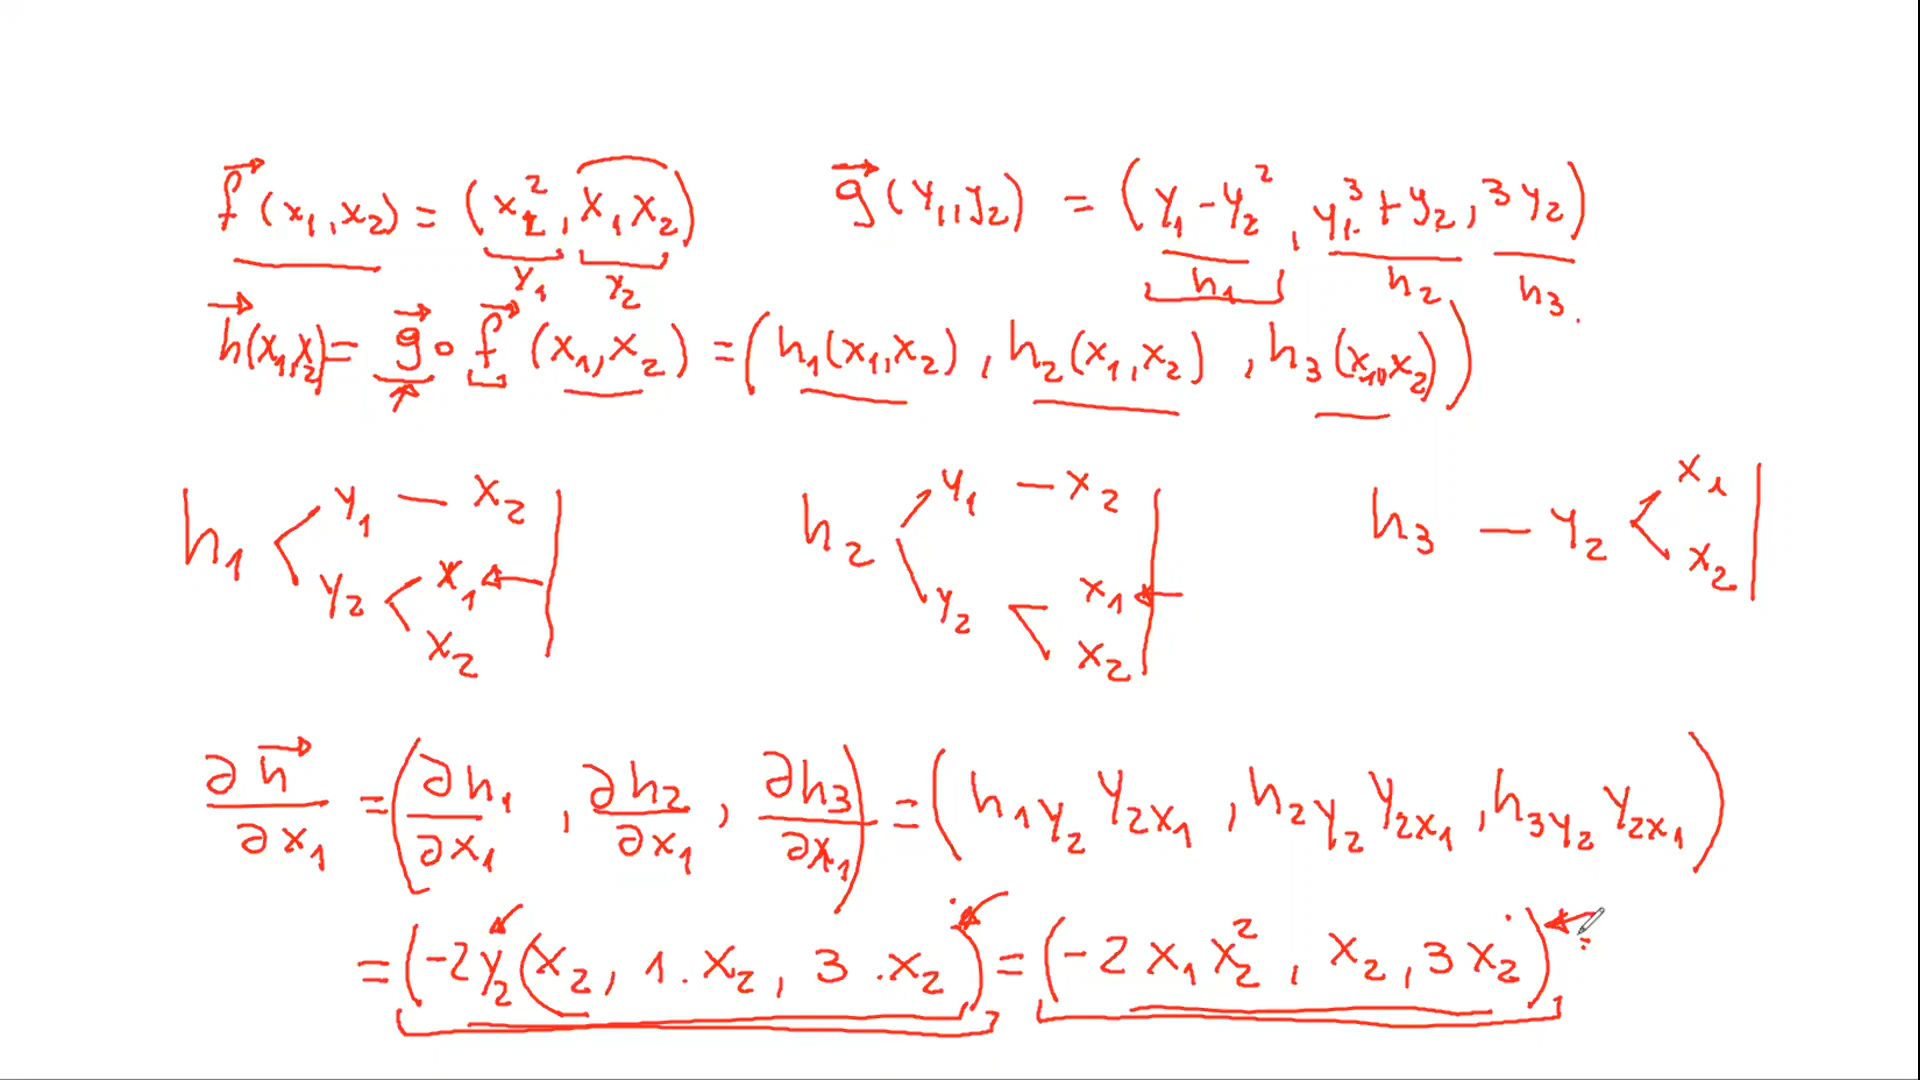 f⃗(x₁,x₂) = (x₂², x₁x₂)   g⃗(y₁,y₂) = (y₁-y₂², y₁³+y₂, 3y₂)
y₁ y₂ h₁ h₂ h₃.
h⃗(x₁,x₂) = g⃗∘f⃗ (x₁,x₂) = (h₁(x₁,x₂), h₂(x₁,x₂), h₃(x₁,x₂))
h₁ < y₁ — x₂   h₂ < y₁ — x₂   h₃ — y₂ < x₁
y₂ < x₁   y₂ < x₁   x₂
x₂   x₂
∂h⃗/∂x₁ = (∂h₁/∂x₁, ∂h₂/∂x₁, ∂h₃/∂x₁) = (h₁y₂ y₂x₁, h₂y₂ y₂x₁, h₃y₂ y₂x₁)
= (-2y₂(x₂, 1.x₂, 3.x₂) = (-2x₁x₂², x₂, 3x₂)